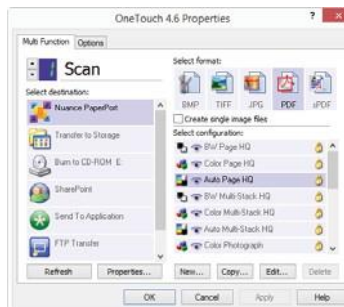 OneTouch 4.6 Properties
? x
Multi Function
Options
1 Scan
Select destination:
Nuance PaperPort
Transfer to Storage
Burn to CD-ROM E:
SharePoint
Send To Application
FTP Transfer
Refresh
Properties...
Select format:
BMP
TIFF
JPG
PDF
sPDF
Create single image files
Select configuration:
BW Page HQ
Color Page HQ
Auto Page HQ
BW Multi-Stack HQ
Color Multi-Stack HQ
Auto Multi-Stack HQ
Color Photograph
New...
Copy...
Edit...
Delete
OK
Cancel
Apply
Help